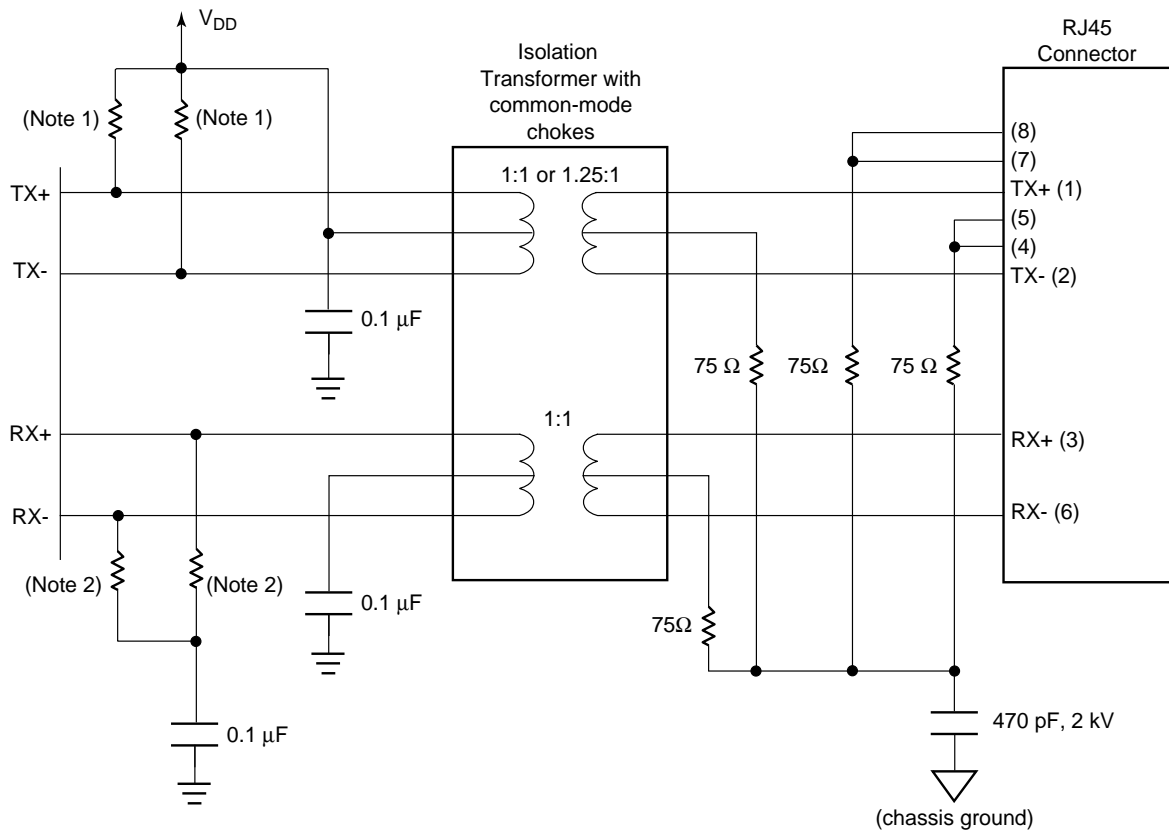 V_DD
RJ45
Connector
Isolation
Transformer with
common-mode
chokes
(Note 1)
(Note 1)
(8)
(7)
1:1 or 1.25:1
TX+
TX+ (1)
(5)
(4)
TX-
TX- (2)
0.1 μF
75 Ω
75Ω
75 Ω
1:1
RX+
RX+ (3)
RX-
RX- (6)
(Note 2)
(Note 2)
0.1 μF
75Ω
0.1 μF
470 pF, 2 kV
(chassis ground)